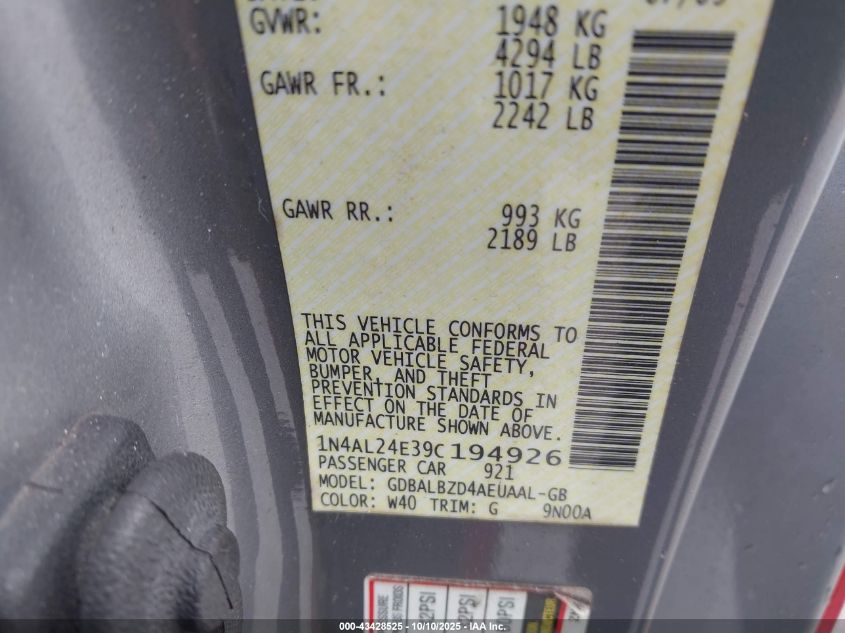 GVWR: 1948 KG
4294 LB
GAWR FR.: 1017 KG
2242 LB
GAWR RR.: 993 KG
2189 LB
THIS VEHICLE CONFORMS TO
ALL APPLICABLE FEDERAL
MOTOR VEHICLE SAFETY,
BUMPER, AND THEFT
PREVENTION STANDARDS IN
EFFECT ON THE DATE OF
MANUFACTURE SHOWN ABOVE.
1N4AL24E39C194926
PASSENGER CAR 921
MODEL: GDBALBZD4AEUAAL-GB
COLOR: W40 TRIM: G 9N00A
000-43428525 - 10/10/2025 - IAA Inc.